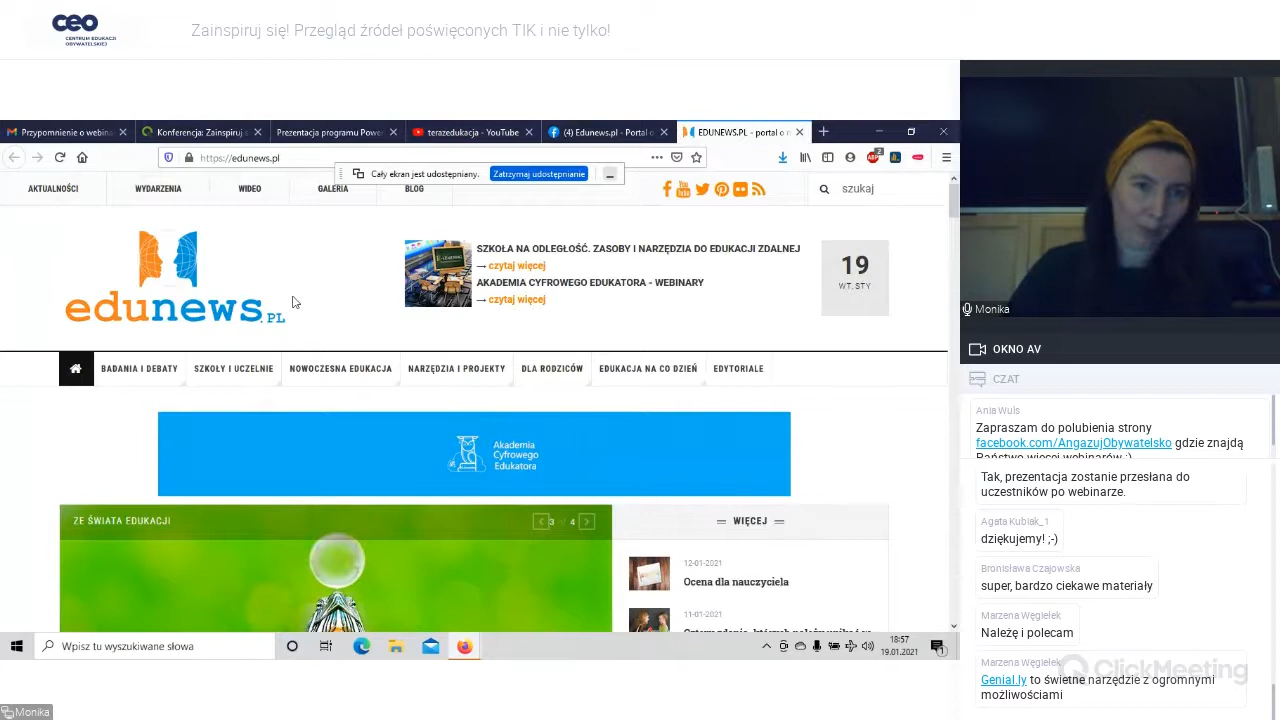 ceo
CENTRUM EDUKACJI
OBYWATELSKIEJ
Zainspiruj się! Przegląd źródeł poświęconych TIK i nie tylko!
Przypomnienie o webina
Konferencja: Zainspiruj s
Prezentacja programu Powe
terazedukacja - YouTube
(4) Edunews.pl - Portal o
EDUNEWS.PL - portal o n
https://edunews.pl
Cały ekran jest udostępniany.
Zatrzymaj udostępnianie
AKTUALNOŚCI
WYDARZENIA
WIDEO
GALERIA
BLOG
szukaj
edunews.PL
SZKOŁA NA ODLEGŁOŚĆ. ZASOBY I NARZĘDZIA DO EDUKACJI ZDALNEJ
→ czytaj więcej
AKADEMIA CYFROWEGO EDUKATORA - WEBINARY
→ czytaj więcej
19
WT. STY
BADANIA I DEBATY
SZKOŁY I UCZELNIE
NOWOCZESNA EDUKACJA
NARZĘDZIA I PROJEKTY
DLA RODZICÓW
EDUKACJA NA CO DZIEŃ
EDYTORIALE
Akademia
Cyfrowego
Edukatora
ZE ŚWIATA EDUKACJI
3
4
WIĘCEJ
12-01-2021
Ocena dla nauczyciela
11-01-2021
Wpisz tu wyszukiwane słowa
18:57
19.01.2021
Monika
Monika
OKNO AV
CZAT
Ania Wuls
Zapraszam do polubienia strony
facebook.com/AngazujObywatelsko gdzie znajdą
Państwo więcej webinarów :)
Tak, prezentacja zostanie przesłana do
uczestników po webinarze.
Agata Kubiak_1
dziękujemy! ;-)
Bronisława Czajowska
super, bardzo ciekawe materiały
Marzena Węgiełek
Należę i polecam
Marzena Węgiełek
Genial.ly to świetne narzędzie z ogromnymi
możliwościami
ClickMeeting